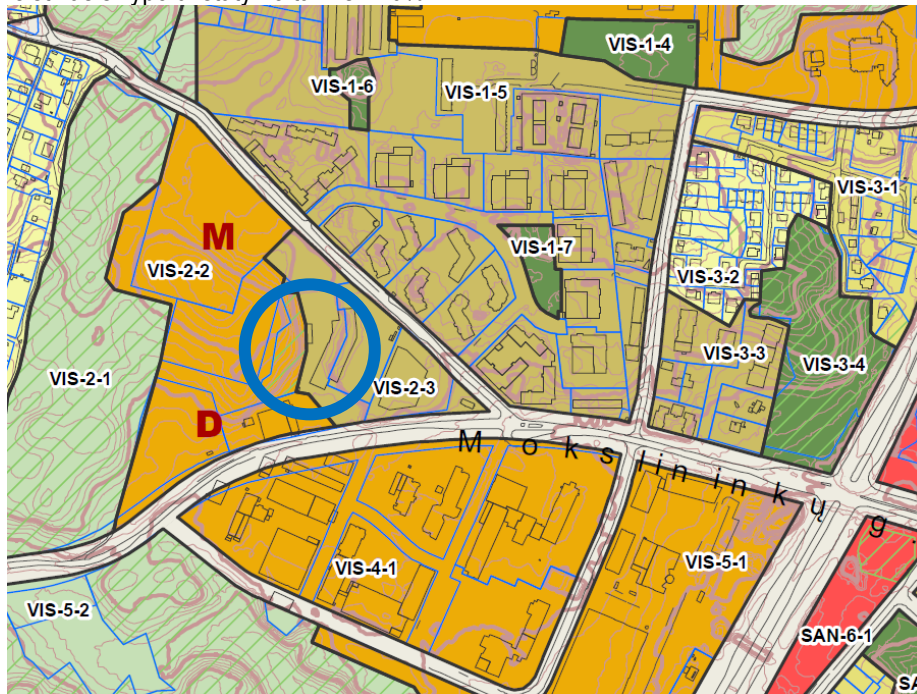 VIS-1-4
VIS-1-6
VIS-1-5
VIS-3-1
M
VIS-1-7
VIS-2-2
VIS-3-2
VIS-3-3
VIS-3-4
VIS-2-1
VIS-2-3
D
Mokslininkų g.
VIS-4-1
VIS-5-1
VIS-5-2
SAN-6-1